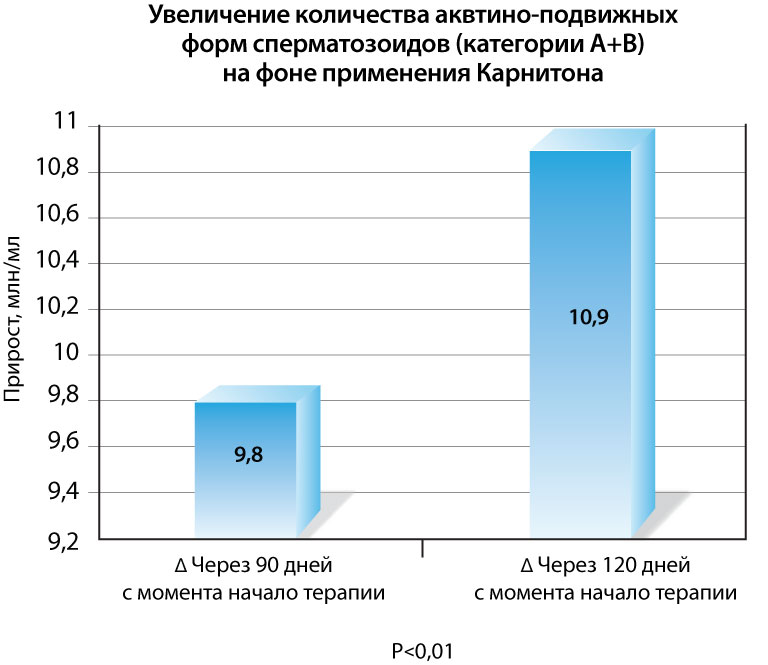 Увеличение количества аквтино-подвижных
форм сперматозоидов (категории A+B)
на фоне применения Карнитона
Прирост, млн/мл
11
10,8
10,6
10,4
10,2
10
9,8
9,6
9,4
9,2
9,8
10,9
Δ Через 90 дней
с момента начало терапии
Δ Через 120 дней
с момента начало терапии
P<0,01